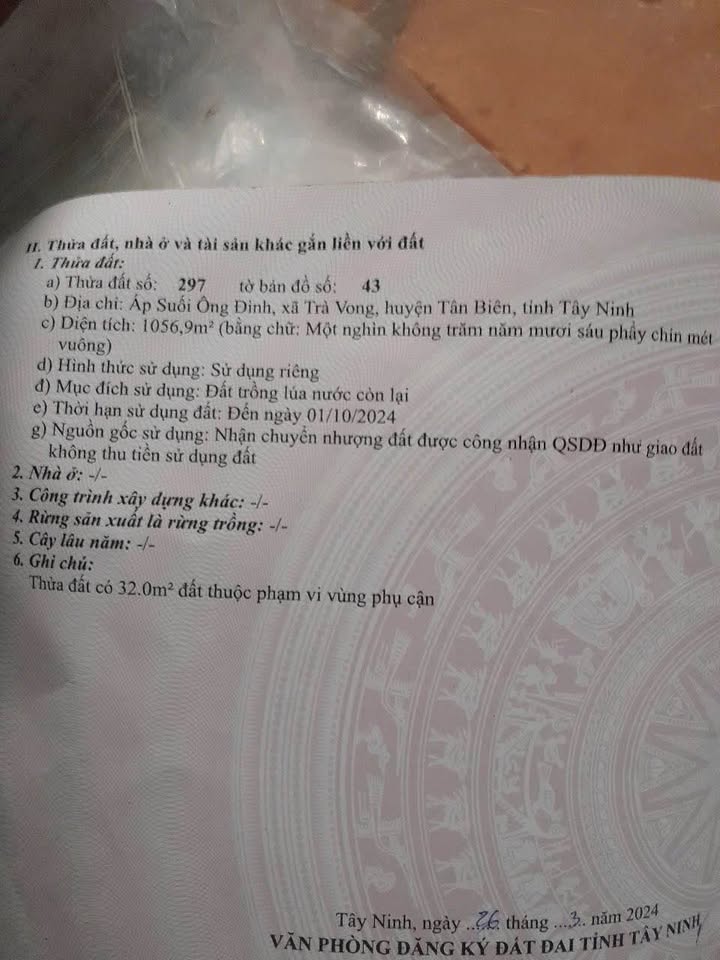 II. Thửa đất, nhà ở và tài sản khác gắn liền với đất
1. Thửa đất:
a) Thửa đất số: 297 tờ bản đồ số: 43
b) Địa chỉ: Ấp Suối Ông Đình, xã Trà Vong, huyện Tân Biên, tỉnh Tây Ninh
c) Diện tích: 1056,9m² (bằng chữ: Một nghìn không trăm năm mươi sáu phẩy chín mét
vuông)
d) Hình thức sử dụng: Sử dụng riêng
đ) Mục đích sử dụng: Đất trồng lúa nước còn lại
e) Thời hạn sử dụng đất: Đến ngày 01/10/2024
g) Nguồn gốc sử dụng: Nhận chuyển nhượng đất được công nhận QSDĐ như giao đất
không thu tiền sử dụng đất
2. Nhà ở: -/-
3. Công trình xây dựng khác: -/-
4. Rừng sản xuất là rừng trồng: -/-
5. Cây lâu năm: -/-
6. Ghi chú:
Thửa đất có 32.0m² đất thuộc phạm vi vùng phụ cận
Tây Ninh, ngày ..26.. tháng ....3.. năm 2024
VĂN PHÒNG ĐĂNG KÝ ĐẤT ĐAI TỈNH TÂY NINH